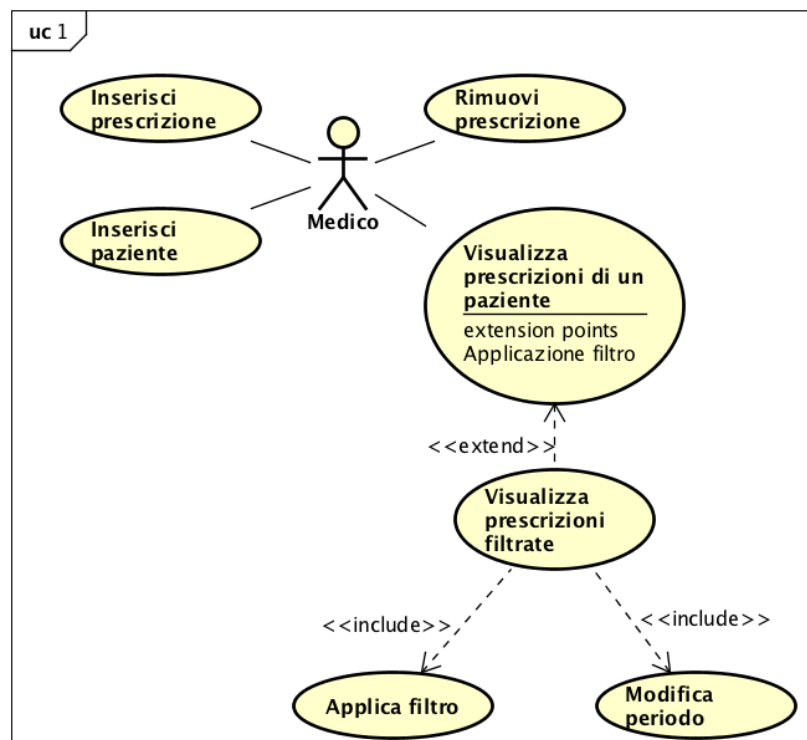 uc 1
Inserisci
prescrizione
Rimuovi
prescrizione
Medico
Inserisci
paziente
Visualizza
prescrizioni di un
paziente
extension points
Applicazione filtro
<<extend>>
Visualizza
prescrizioni
filtrate
<<include>>
<<include>>
Applica filtro
Modifica
periodo